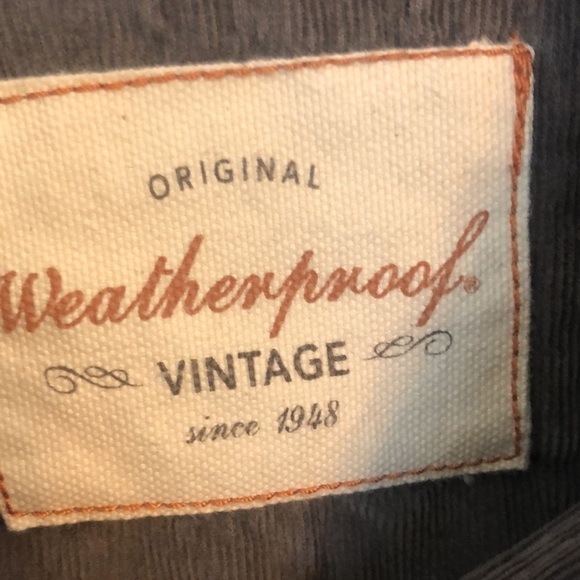 ORIGINAL
Weatherproof®
VINTAGE
since 1948